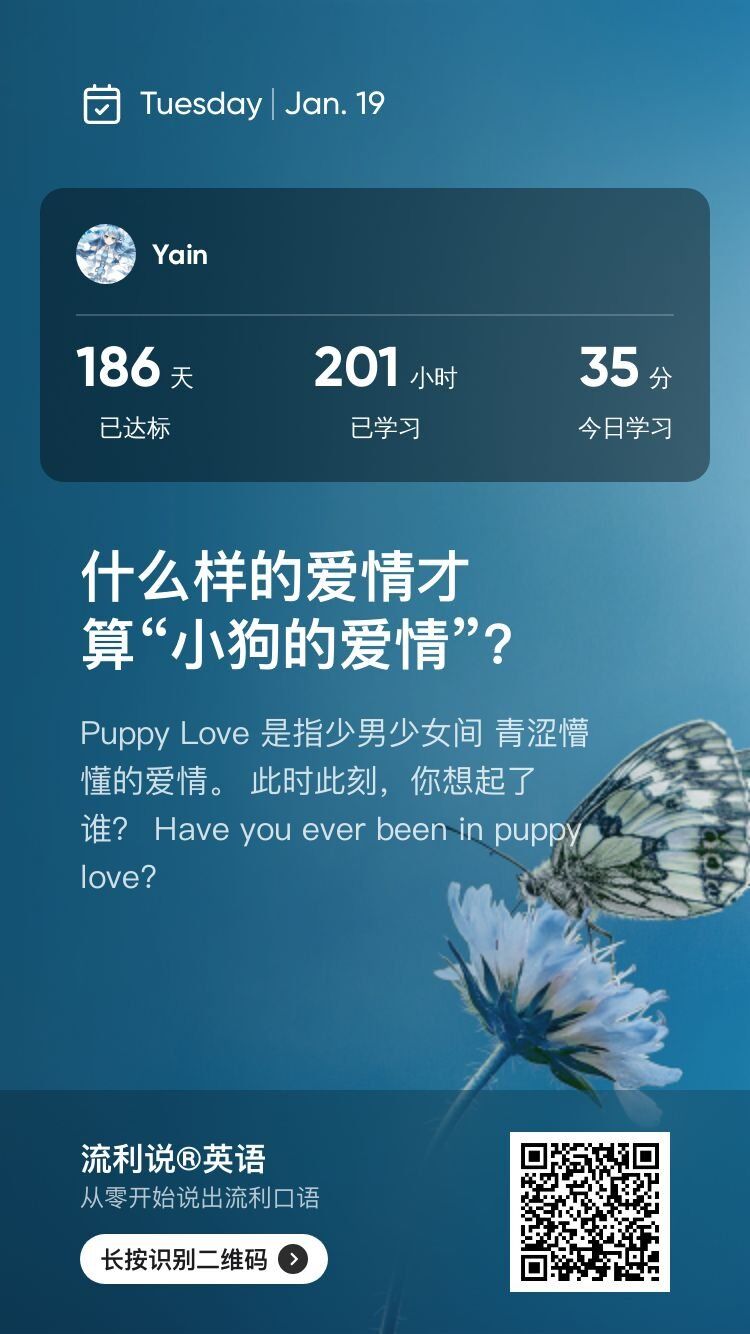 Tuesday | Jan. 19
Yain
186 天 201 小时 35 分
已达标 已学习 今日学习
什么样的爱情才
算“小狗的爱情”？
Puppy Love 是指少男少女间 青涩懵
懂的爱情。 此时此刻，你想起了
谁？ Have you ever been in puppy
love?
流利说®英语
从零开始说出流利口语
长按识别二维码